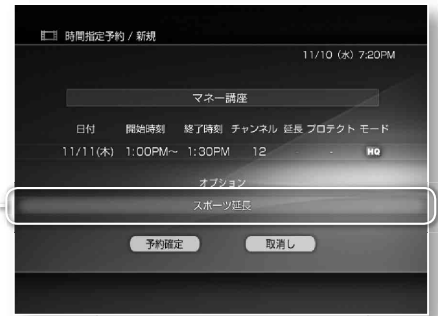 時間指定予約 / 新規
11/10 (水) 7:20PM
マネー講座
日付 開始時刻 終了時刻 チャンネル 延長 プロテクト モード
11/11(木) 1:00PM~ 1:30PM 12 - HQ
オプション
スポーツ延長
予約確定 取消し